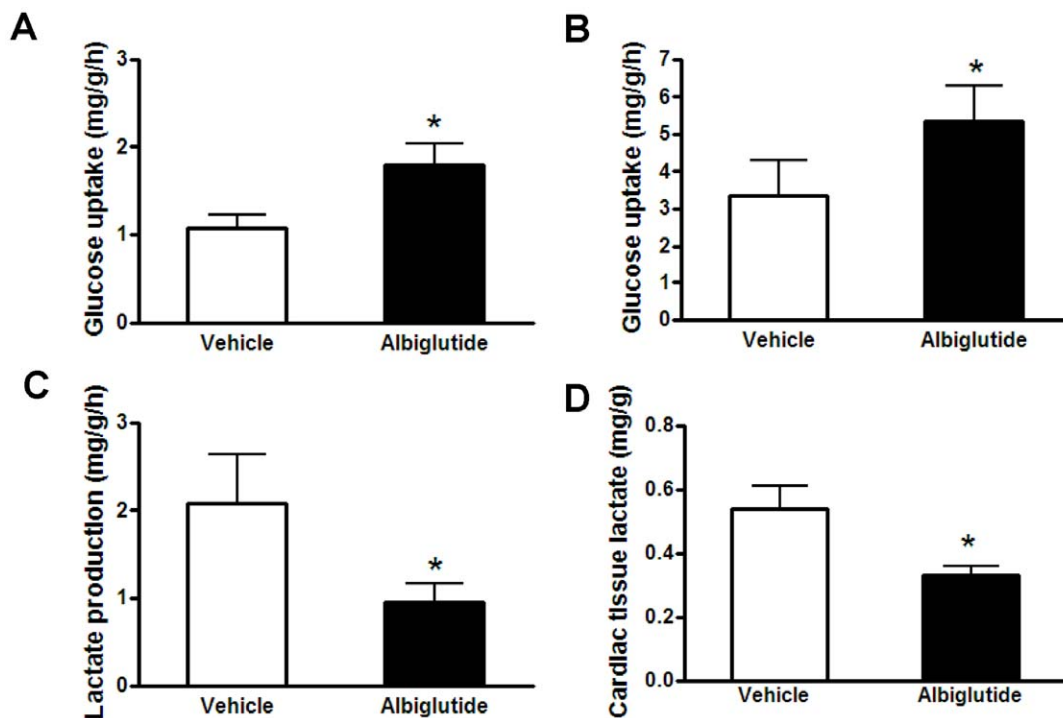 A
Glucose uptake (mg/g/h)
3
2
1
0
*
Vehicle Albiglutide
B
Glucose uptake (mg/g/h)
7
6
5
4
3
2
1
0
*
Vehicle Albiglutide
C
Lactate production (mg/g/h)
3
2
1
0
*
Vehicle Albiglutide
D
Cardiac tissue lactate (mg/g)
0.8
0.6
0.4
0.2
0.0
*
Vehicle Albiglutide